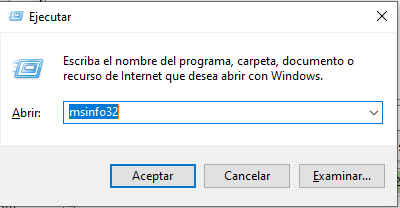 Ejecutar
Escriba el nombre del programa, carpeta, documento o
recurso de Internet que desea abrir con Windows.
Abrir:
msinfo32
Aceptar
Cancelar
Examinar...